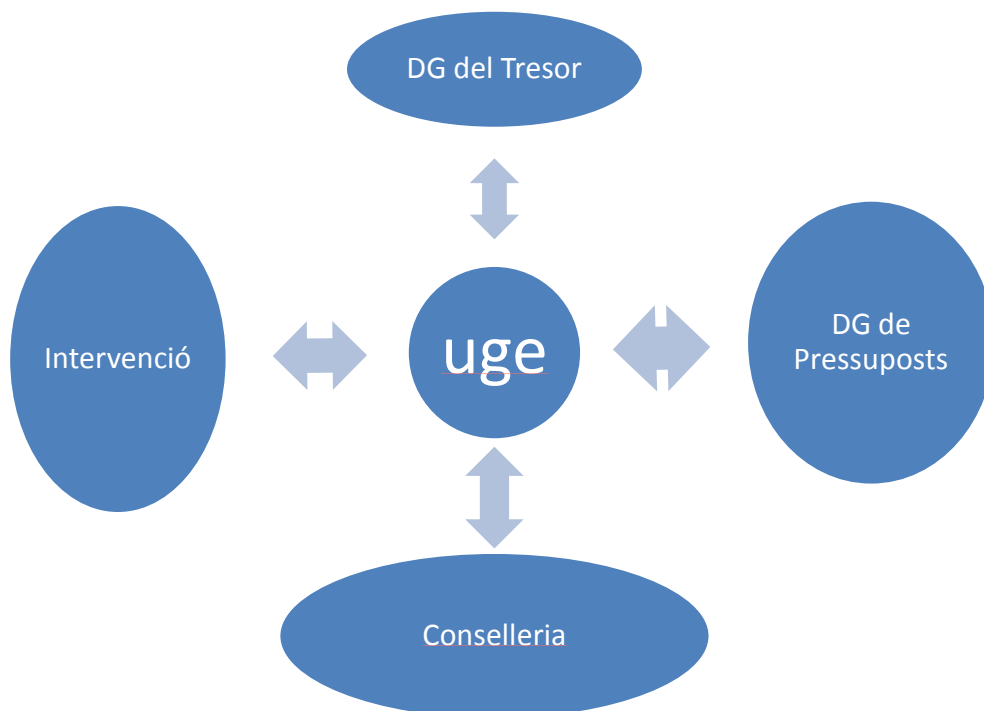 DG del Tresor
Intervenció
uge
DG de
Pressuposts
Conselleria